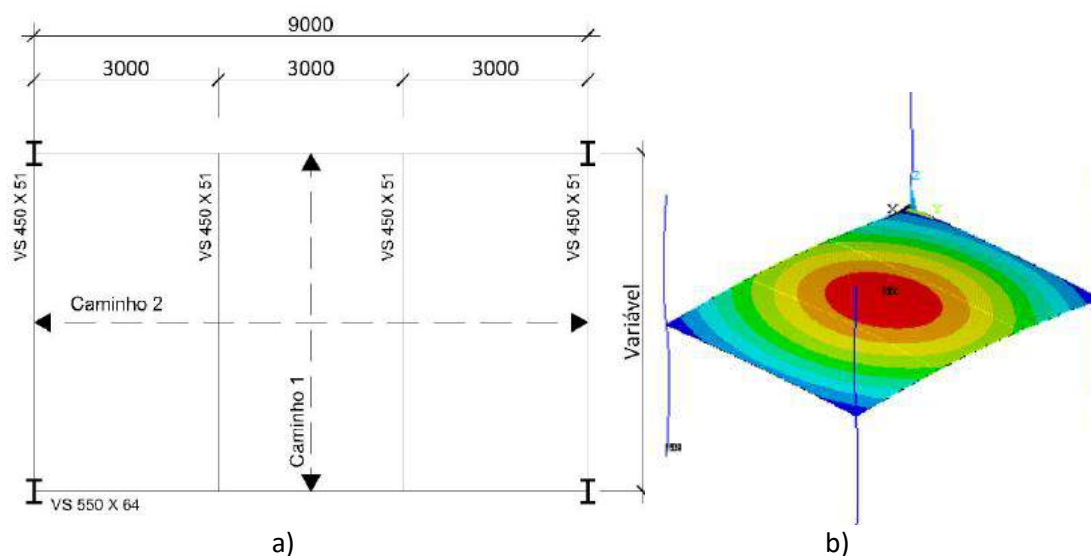 9000
3000 3000 3000
VS 450 X 51
VS 450 X 51
VS 450 X 51
VS 450 X 51
Caminho 2
Caminho 1
Variável
VS 550 X 64
X
Y
Z
a)
b)